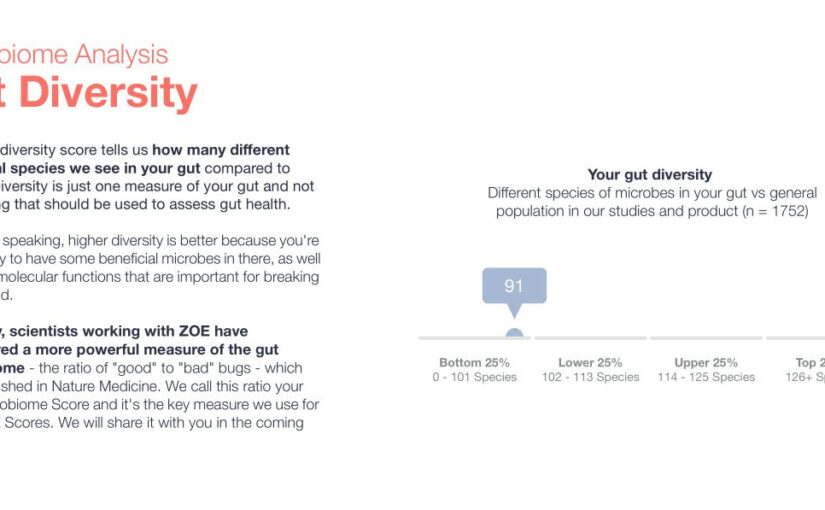 biome Analysis
t Diversity
diversity score tells us how many different
l species we see in your gut compared to
iversity is just one measure of your gut and not
ng that should be used to assess gut health.
speaking, higher diversity is better because you're
y to have some beneficial microbes in there, as well
molecular functions that are important for breaking
d.
y, scientists working with ZOE have
red a more powerful measure of the gut
ome - the ratio of "good" to "bad" bugs - which
shed in Nature Medicine. We call this ratio your
obiome Score and it's the key measure we use for
Scores. We will share it with you in the coming
Your gut diversity
Different species of microbes in your gut vs general
population in our studies and product (n = 1752)
91
Bottom 25% Lower 25% Upper 25% Top 2
0 - 101 Species 102 - 113 Species 114 - 125 Species 126+ Sp